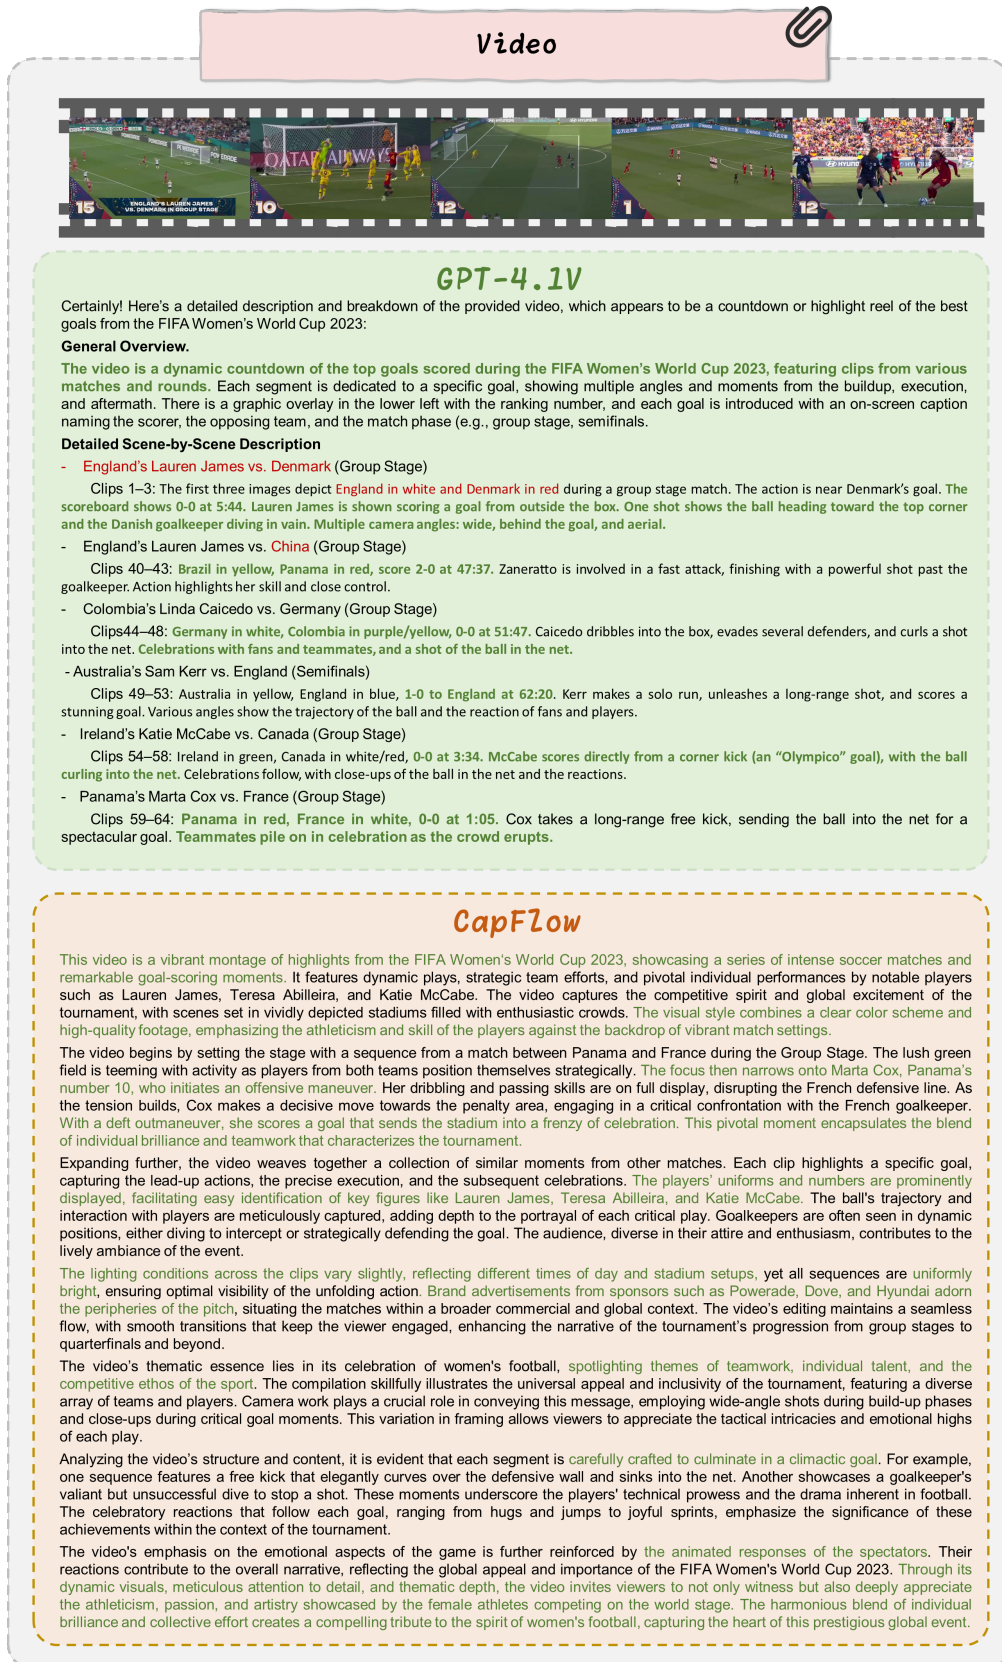 Video
POWERADE
POWERADE
15
ENGLAND'S LAUREN JAMES
VS. DENMARK IN GROUP STAGE
QATAR AIRWAYS
10
12
1
HYUNDAI
12
GPT-4.1V
Certainly! Here's a detailed description and breakdown of the provided video, which appears to be a countdown or highlight reel of the best
goals from the FIFA Women's World Cup 2023:
General Overview.
The video is a dynamic countdown of the top goals scored during the FIFA Women's World Cup 2023, featuring clips from various
matches and rounds. Each segment is dedicated to a specific goal, showing multiple angles and moments from the buildup, execution,
and aftermath. There is a graphic overlay in the lower left with the ranking number, and each goal is introduced with an on-screen caption
naming the scorer, the opposing team, and the match phase (e.g., group stage, semifinals.
Detailed Scene-by-Scene Description
- England's Lauren James vs. Denmark (Group Stage)
Clips 1–3: The first three images depict England in white and Denmark in red during a group stage match. The action is near Denmark's goal. The
scoreboard shows 0-0 at 5:44. Lauren James is shown scoring a goal from outside the box. One shot shows the ball heading toward the top corner
and the Danish goalkeeper diving in vain. Multiple camera angles: wide, behind the goal, and aerial.
- England's Lauren James vs. China (Group Stage)
Clips 40–43: Brazil in yellow, Panama in red, score 2-0 at 47:37. Zaneratto is involved in a fast attack, finishing with a powerful shot past the
goalkeeper. Action highlights her skill and close control.
- Colombia's Linda Caicedo vs. Germany (Group Stage)
Clips44–48: Germany in white, Colombia in purple/yellow, 0-0 at 51:47. Caicedo dribbles into the box, evades several defenders, and curls a shot
into the net. Celebrations with fans and teammates, and a shot of the ball in the net.
- Australia's Sam Kerr vs. England (Semifinals)
Clips 49–53: Australia in yellow, England in blue, 1-0 to England at 62:20. Kerr makes a solo run, unleashes a long-range shot, and scores a
stunning goal. Various angles show the trajectory of the ball and the reaction of fans and players.
- Ireland's Katie McCabe vs. Canada (Group Stage)
Clips 54–58: Ireland in green, Canada in white/red, 0-0 at 3:34. McCabe scores directly from a corner kick (an “Olympico” goal), with the ball
curling into the net. Celebrations follow, with close-ups of the ball in the net and the reactions.
- Panama's Marta Cox vs. France (Group Stage)
Clips 59–64: Panama in red, France in white, 0-0 at 1:05. Cox takes a long-range free kick, sending the ball into the net for a
spectacular goal. Teammates pile on in celebration as the crowd erupts.
CapFlow
This video is a vibrant montage of highlights from the FIFA Women's World Cup 2023, showcasing a series of intense soccer matches and
remarkable goal-scoring moments. It features dynamic plays, strategic team efforts, and pivotal individual performances by notable players
such as Lauren James, Teresa Abilleira, and Katie McCabe. The video captures the competitive spirit and global excitement of the
tournament, with scenes set in vividly depicted stadiums filled with enthusiastic crowds. The visual style combines a clear color scheme and
high-quality footage, emphasizing the athleticism and skill of the players against the backdrop of vibrant match settings.
The video begins by setting the stage with a sequence from a match between Panama and France during the Group Stage. The lush green
field is teeming with activity as players from both teams position themselves strategically. The focus then narrows onto Marta Cox, Panama's
number 10, who initiates an offensive maneuver. Her dribbling and passing skills are on full display, disrupting the French defensive line. As
the tension builds, Cox makes a decisive move towards the penalty area, engaging in a critical confrontation with the French goalkeeper.
With a deft outmaneuver, she scores a goal that sends the stadium into a frenzy of celebration. This pivotal moment encapsulates the blend
of individual brilliance and teamwork that characterizes the tournament.
Expanding further, the video weaves together a collection of similar moments from other matches. Each clip highlights a specific goal,
capturing the lead-up actions, the precise execution, and the subsequent celebrations. The players' uniforms and numbers are prominently
displayed, facilitating easy identification of key figures like Lauren James, Teresa Abilleira, and Katie McCabe. The ball's trajectory and
interaction with players are meticulously captured, adding depth to the portrayal of each critical play. Goalkeepers are often seen in dynamic
positions, either diving to intercept or strategically defending the goal. The audience, diverse in their attire and enthusiasm, contributes to the
lively ambiance of the event.
The lighting conditions across the clips vary slightly, reflecting different times of day and stadium setups, yet all sequences are uniformly
bright, ensuring optimal visibility of the unfolding action. Brand advertisements from sponsors such as Powerade, Dove, and Hyundai adorn
the peripheries of the pitch, situating the matches within a broader commercial and global context. The video's editing maintains a seamless
flow, with smooth transitions that keep the viewer engaged, enhancing the narrative of the tournament's progression from group stages to
quarterfinals and beyond.
The video's thematic essence lies in its celebration of women's football, spotlighting themes of teamwork, individual talent, and the
competitive ethos of the sport. The compilation skillfully illustrates the universal appeal and inclusivity of the tournament, featuring a diverse
array of teams and players. Camera work plays a crucial role in conveying this message, employing wide-angle shots during build-up phases
and close-ups during critical goal moments. This variation in framing allows viewers to appreciate the tactical intricacies and emotional highs
of each play.
Analyzing the video's structure and content, it is evident that each segment is carefully crafted to culminate in a climactic goal. For example,
one sequence features a free kick that elegantly curves over the defensive wall and sinks into the net. Another showcases a goalkeeper's
valiant but unsuccessful dive to stop a shot. These moments underscore the players' technical prowess and the drama inherent in football.
The celebratory reactions that follow each goal, ranging from hugs and jumps to joyful sprints, emphasize the significance of these
achievements within the context of the tournament.
The video's emphasis on the emotional aspects of the game is further reinforced by the animated responses of the spectators. Their
reactions contribute to the overall narrative, reflecting the global appeal and importance of the FIFA Women's World Cup 2023. Through its
dynamic visuals, meticulous attention to detail, and thematic depth, the video invites viewers to not only witness but also deeply appreciate
the athleticism, passion, and artistry showcased by the female athletes competing on the world stage. The harmonious blend of individual
brilliance and collective effort creates a compelling tribute to the spirit of women's football, capturing the heart of this prestigious global event.